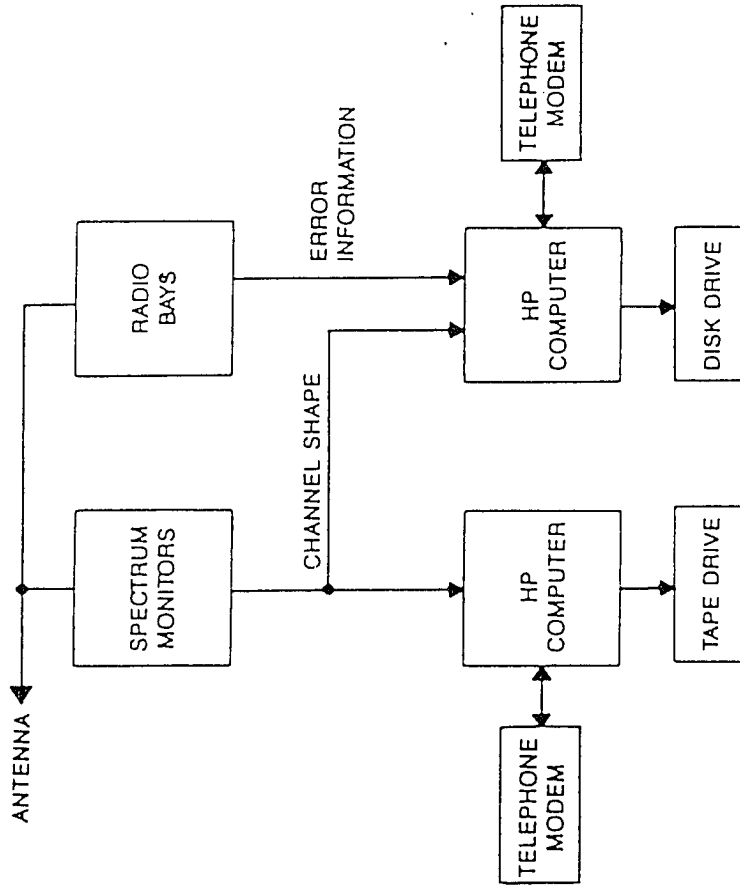 ANTENNA
SPECTRUM
MONITORS
RADIO
BAYS
CHANNEL SHAPE
ERROR
INFORMATION
TELEPHONE
MODEM
HP
COMPUTER
HP
COMPUTER
TELEPHONE
MODEM
TAPE DRIVE
DISK DRIVE